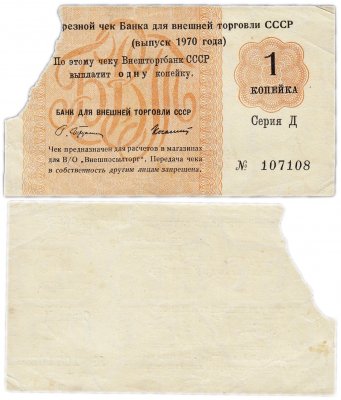 резной чек Банка для внешней торговли СССР
(выпуск 1970 года)
По этому чеку Внешторгбанк СССР
выплатит одну копейку.
БАНК ДЛЯ ВНЕШНЕЙ ТОРГОВЛИ СССР
Чек предназначен для расчетов в магазинах
для В/О „Внешпосылторг". Передача чека
в собственность другим лицам запрещена.
1
КОПЕЙКА
Серия Д
№ 107108